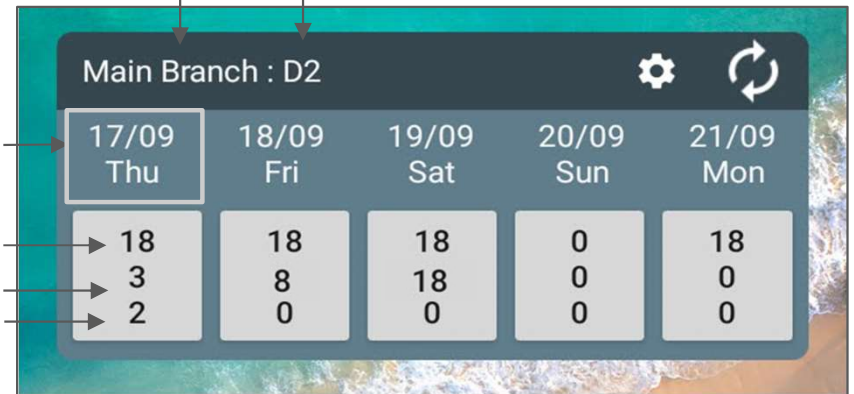 Main Branch : D2
17/09 18/09 19/09 20/09 21/09
Thu Fri Sat Sun Mon
18 18 18 0 18
3 8 18 0 0
2 0 0 0 0